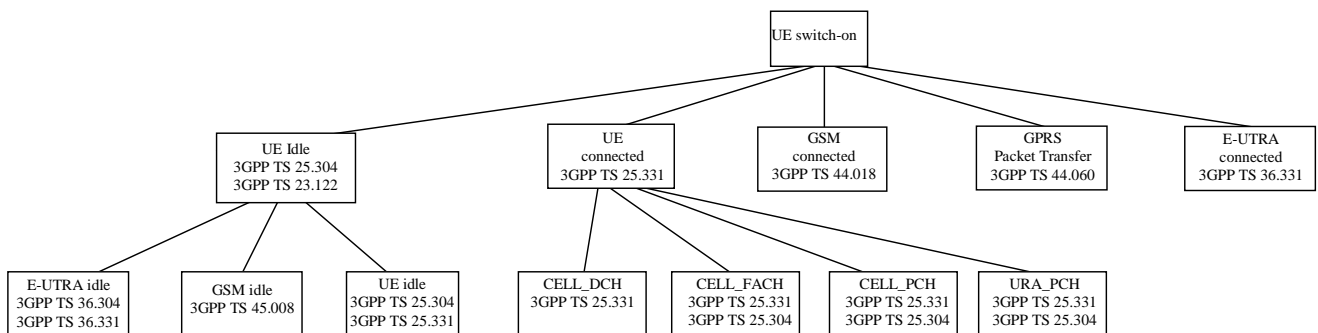 UE switch-on
UE Idle
3GPP TS 25.304
3GPP TS 23.122
UE
connected
3GPP TS 25.331
GSM
connected
3GPP TS 44.018
GPRS
Packet Transfer
3GPP TS 44.060
E-UTRA
connected
3GPP TS 36.331
E-UTRA idle
3GPP TS 36.304
3GPP TS 36.331
GSM idle
3GPP TS 45.008
UE idle
3GPP TS 25.304
3GPP TS 25.331
CELL_DCH
3GPP TS 25.331
CELL_FACH
3GPP TS 25.331
3GPP TS 25.304
CELL_PCH
3GPP TS 25.331
3GPP TS 25.304
URA_PCH
3GPP TS 25.331
3GPP TS 25.304